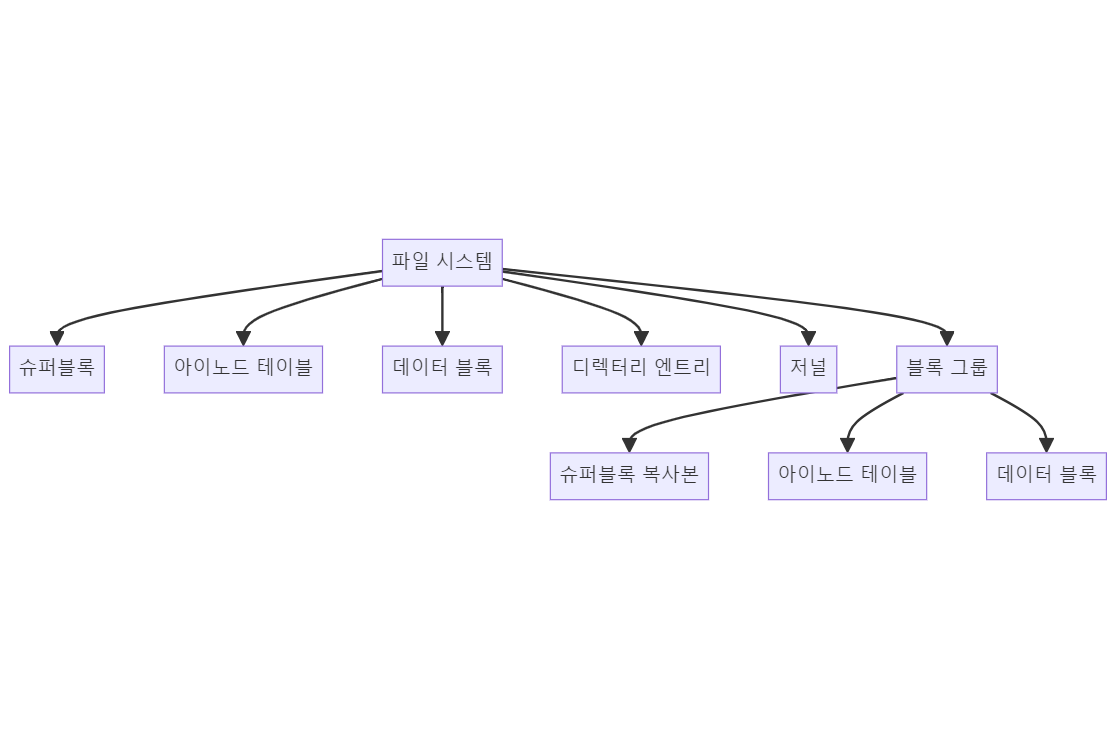 파일 시스템
슈퍼블록
아이노드 테이블
데이터 블록
디렉터리 엔트리
저널
블록 그룹
슈퍼블록 복사본
아이노드 테이블
데이터 블록